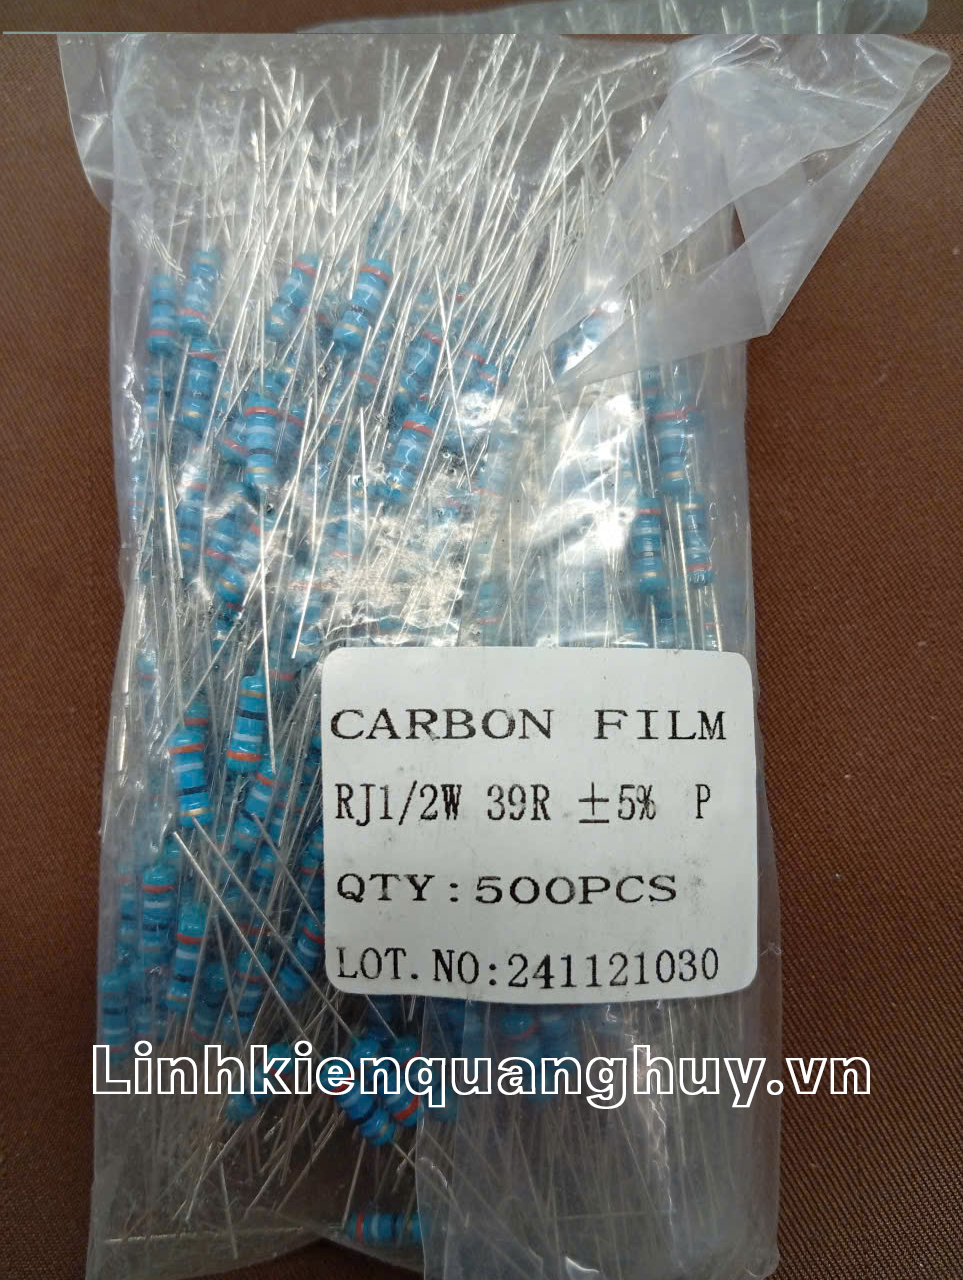 CARBON FILM
RJ1/2W 39R ±5% P
QTY:500PCS
LOT.NO:241121030
Linhkienquanghuy.vn